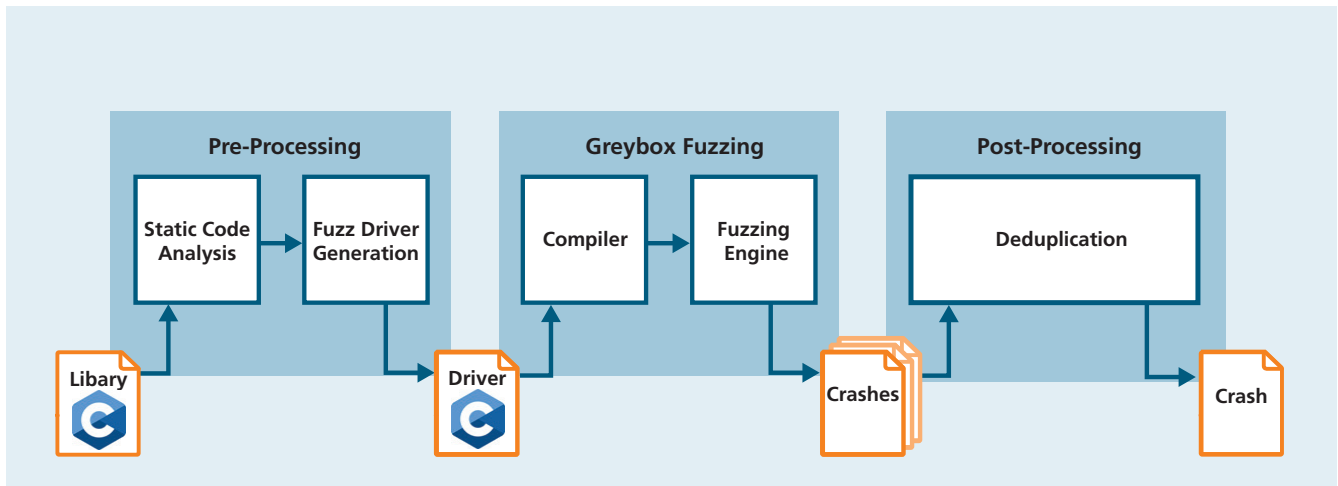 Pre-Processing
Static Code
Analysis
Fuzz Driver
Generation
Greybox Fuzzing
Compiler
Fuzzing
Engine
Post-Processing
Deduplication
Libary
C
Driver
C
Crashes
Crash